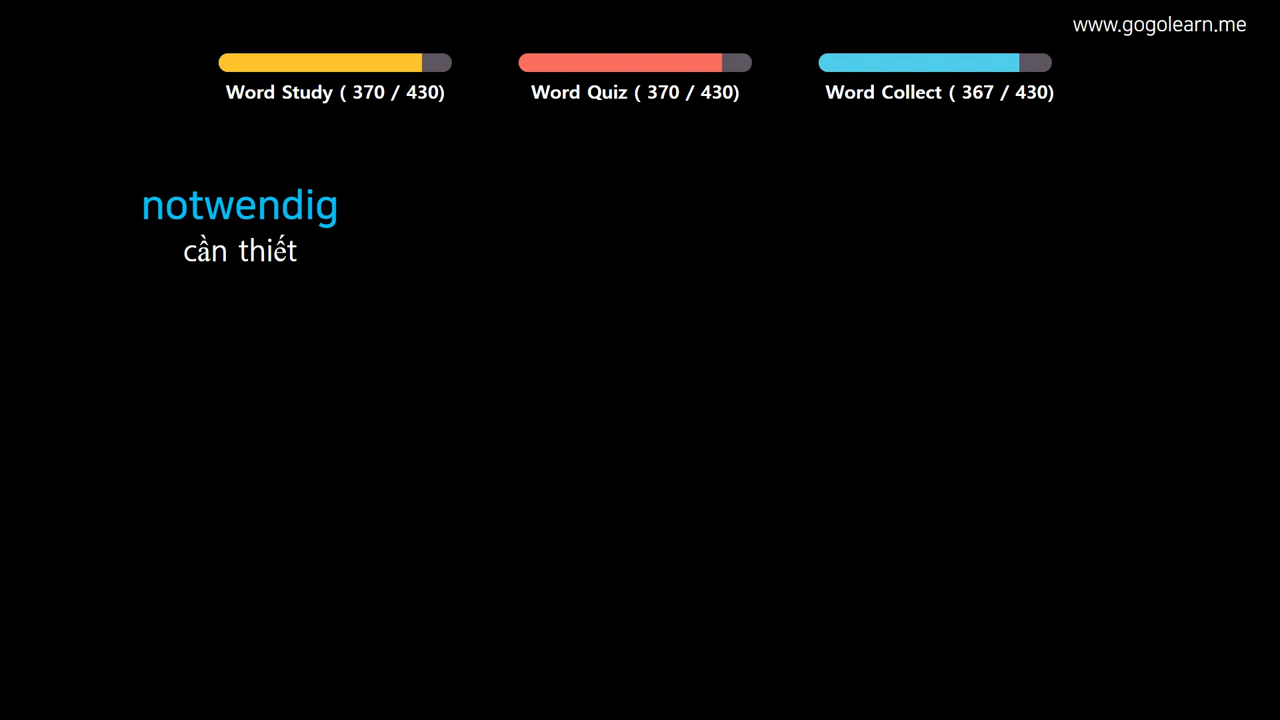 www.gogolearn.me
Word Study ( 370 / 430)
Word Quiz ( 370 / 430)
Word Collect ( 367 / 430)
notwendig
cần thiết